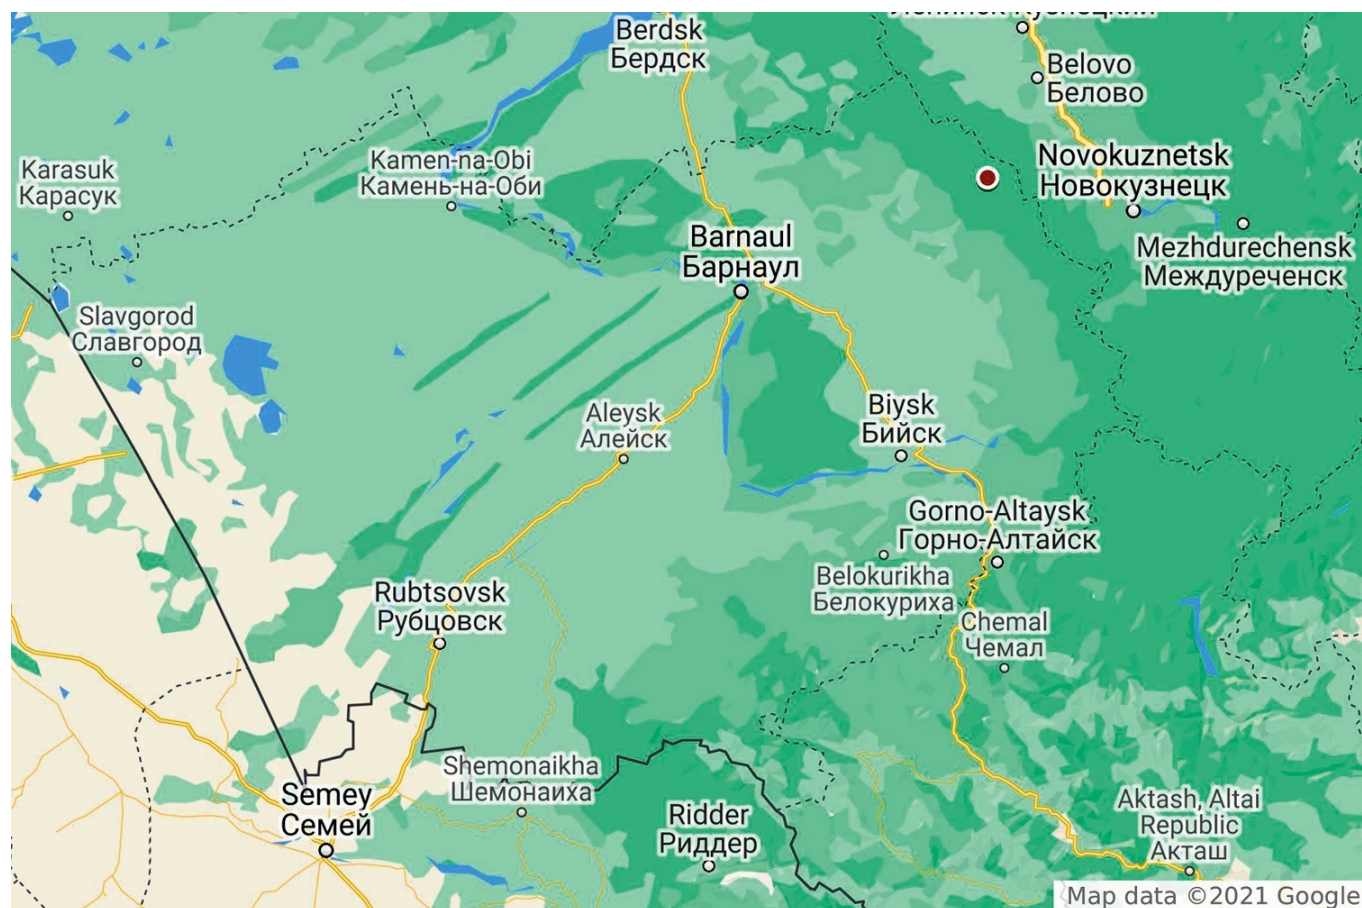 Berdsk
Бердск
Belovo
Белово
Novokuznetsk
Новокузнецк
Mezhdurechensk
Междуреченск
Karasuk
Карасук
Kamen-na-Obi
Камень-на-Оби
Barnaul
Барнаул
Slavgorod
Славгород
Aleysk
Алейск
Biysk
Бийск
Gorno-Altaysk
Горно-Алтайск
Belokurikha
Белокуриха
Chemal
Чемал
Rubtsovsk
Рубцовск
Shemonaikha
Шемонаиха
Semey
Семей
Ridder
Риддер
Aktash, Altai
Republic
Акташ
Map data ©2021 Google